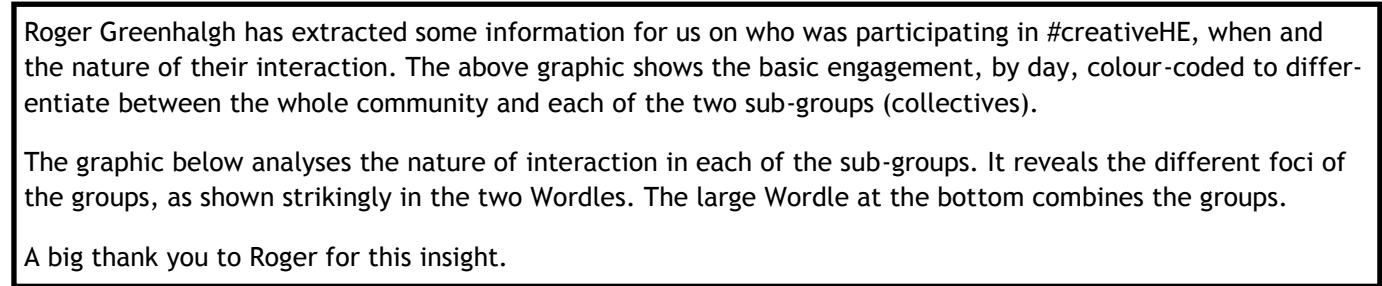 Roger Greenhalgh has extracted some information for us on who was participating in #creativeHE, when and
the nature of their interaction. The above graphic shows the basic engagement, by day, colour-coded to differ-
entiate between the whole community and each of the two sub-groups (collectives).
The graphic below analyses the nature of interaction in each of the sub-groups. It reveals the different foci of
the groups, as shown strikingly in the two Wordles. The large Wordle at the bottom combines the groups.
A big thank you to Roger for this insight.